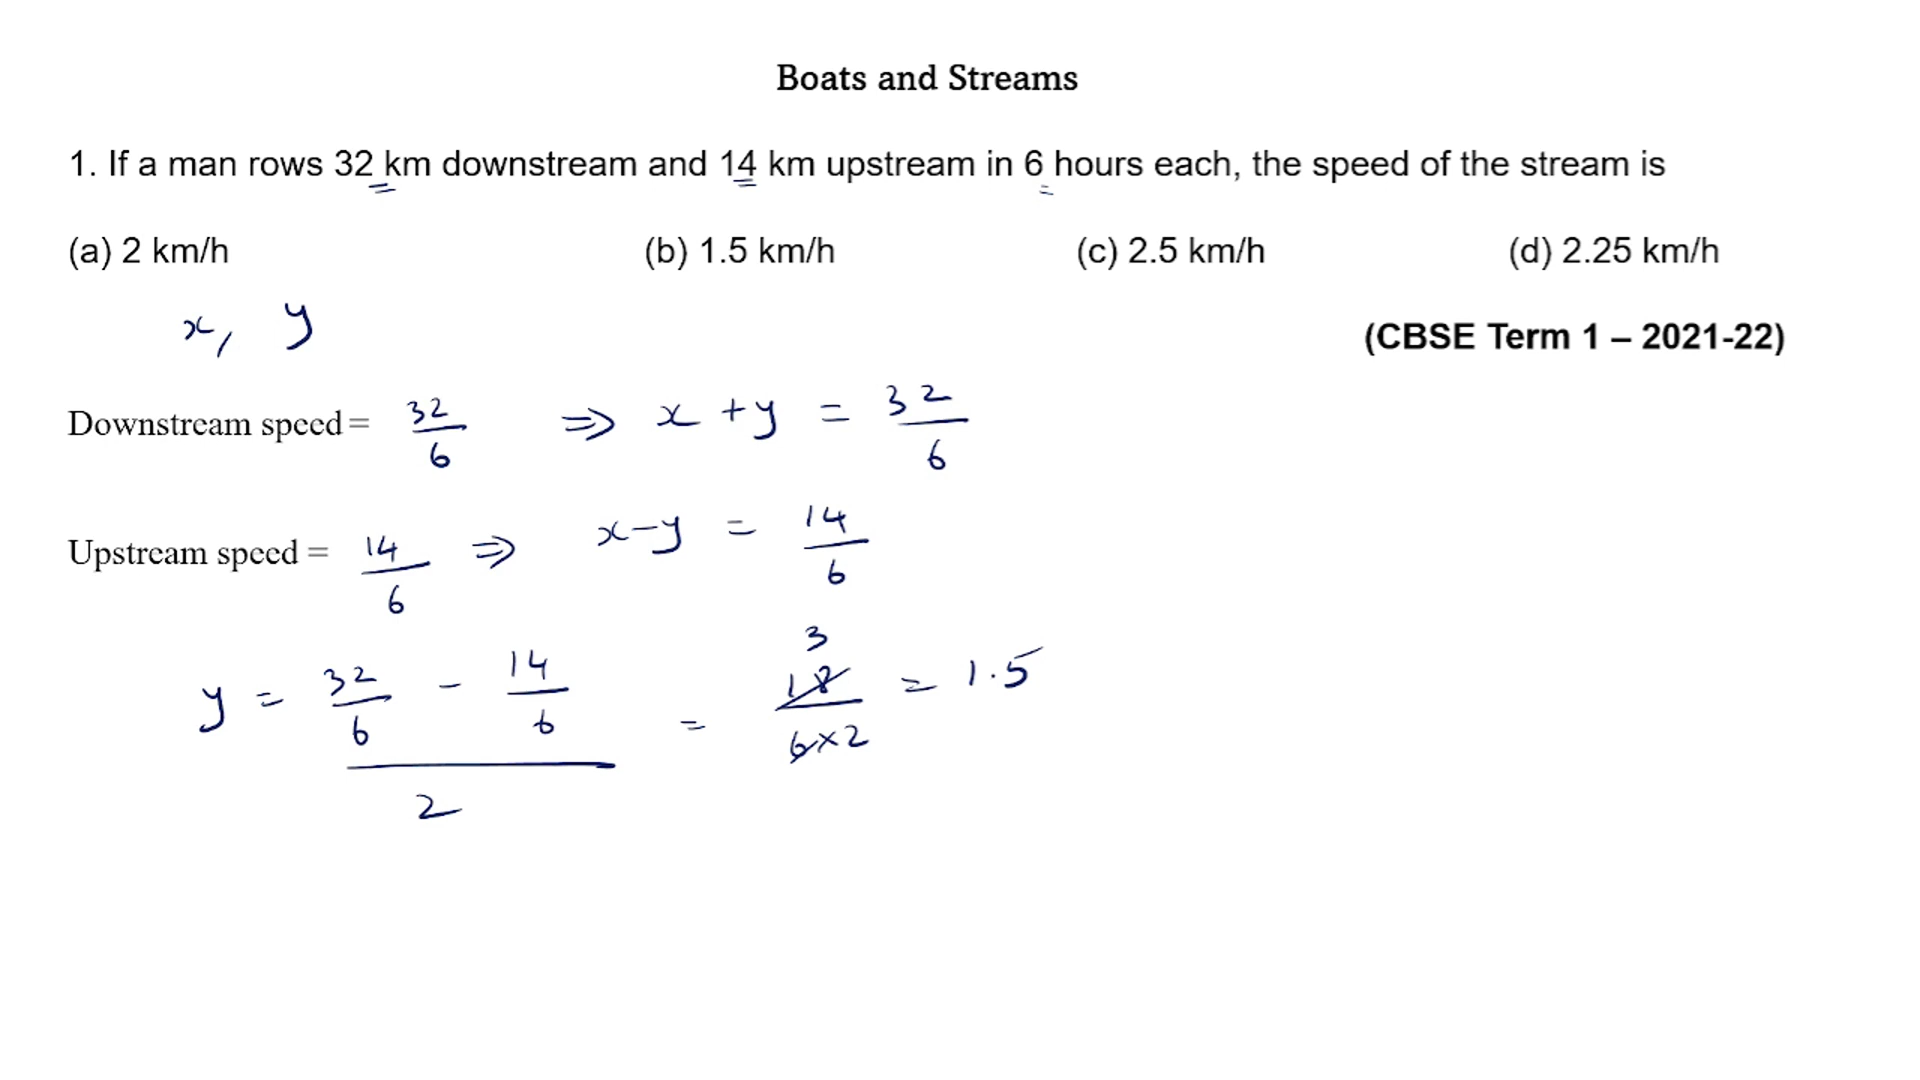 Boats and Streams
1. If a man rows 32 km downstream and 14 km upstream in 6 hours each, the speed of the stream is
(a) 2 km/h (b) 1.5 km/h (c) 2.5 km/h (d) 2.25 km/h
x, y
(CBSE Term 1 – 2021-22)
Downstream speed = 32/6 ⇒ x + y = 32/6
Upstream speed = 14/6 ⇒ x − y = 14/6
y = (32/6 − 14/6)/2 = 3 18/(6×2) = 1.5